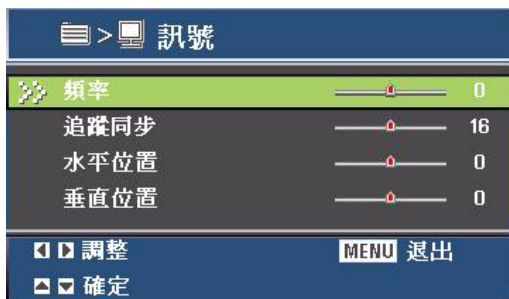 訊號
頻率 0
追蹤同步 16
水平位置 0
垂直位置 0
調整 MENU 退出
確定